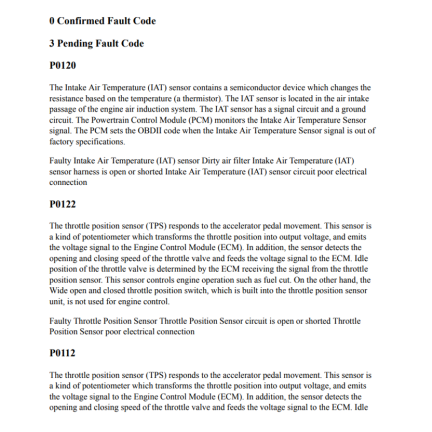 0 Confirmed Fault Code
3 Pending Fault Code
P0120
The Intake Air Temperature (IAT) sensor contains a semiconductor device which changes the
resistance based on the temperature (a thermistor). The IAT sensor is located in the air intake
passage of the engine air induction system. The IAT sensor has a signal circuit and a ground
circuit. The Powertrain Control Module (PCM) monitors the Intake Air Temperature Sensor
signal. The PCM sets the OBDII code when the Intake Air Temperature Sensor signal is out of
factory specifications.
Faulty Intake Air Temperature (IAT) sensor Dirty air filter Intake Air Temperature (IAT)
sensor harness is open or shorted Intake Air Temperature (IAT) sensor circuit poor electrical
connection
P0122
The throttle position sensor (TPS) responds to the accelerator pedal movement. This sensor is
a kind of potentiometer which transforms the throttle position into output voltage, and emits
the voltage signal to the Engine Control Module (ECM). In addition, the sensor detects the
opening and closing speed of the throttle valve and feeds the voltage signal to the ECM. Idle
position of the throttle valve is determined by the ECM receiving the signal from the throttle
position sensor. This sensor controls engine operation such as fuel cut. On the other hand, the
Wide open and closed throttle position switch, which is built into the throttle position sensor
unit, is not used for engine control.
Faulty Throttle Position Sensor Throttle Position Sensor circuit is open or shorted Throttle
Position Sensor poor electrical connection
P0112
The throttle position sensor (TPS) responds to the accelerator pedal movement. This sensor is
a kind of potentiometer which transforms the throttle position into output voltage, and emits
the voltage signal to the Engine Control Module (ECM). In addition, the sensor detects the
opening and closing speed of the throttle valve and feeds the voltage signal to the ECM. Idle